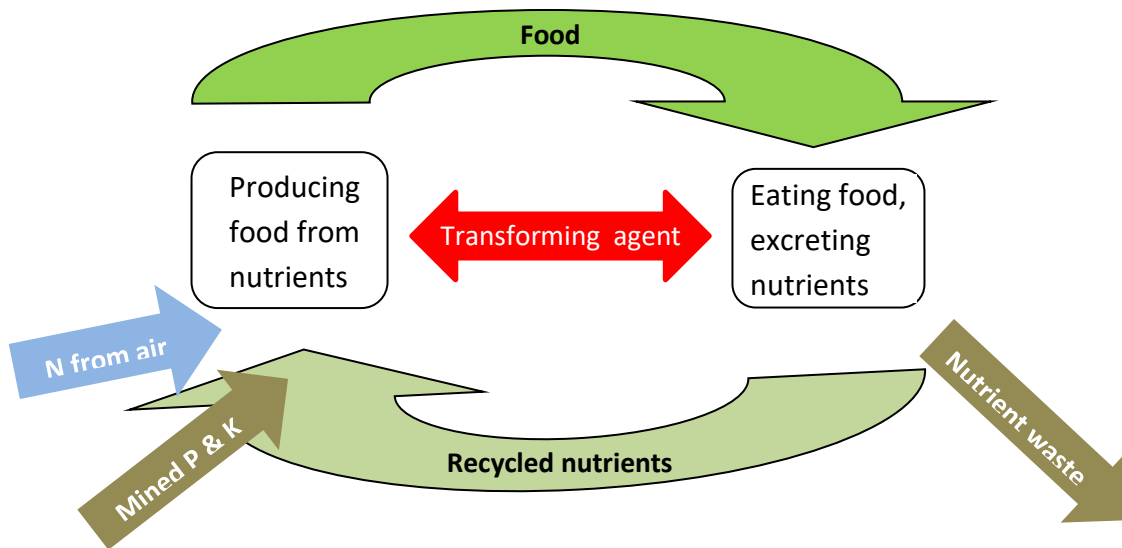 Food
Producing
food from
nutrients
Transforming agent
Eating food,
excreting
nutrients
N from air
Mined P & K
Recycled nutrients
Nutrient waste